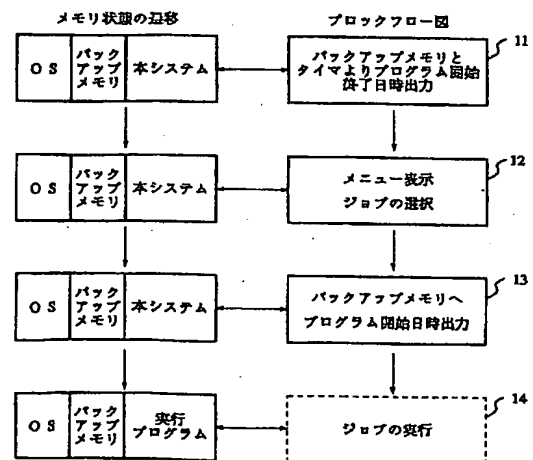 メモリ状態の遷移
ブロックフロー図
OS
バック
アップ
メモリ
本システム
バックアップメモリと
タイマよりプログラム開始
終了日時出力
11
OS
バック
アップ
メモリ
本システム
メニュー表示
ジョブの選択
12
OS
バック
アップ
メモリ
本システム
バックアップメモリへ
プログラム開始日時出力
13
OS
バック
アップ
メモリ
実行
プログラム
ジョブの実行
14